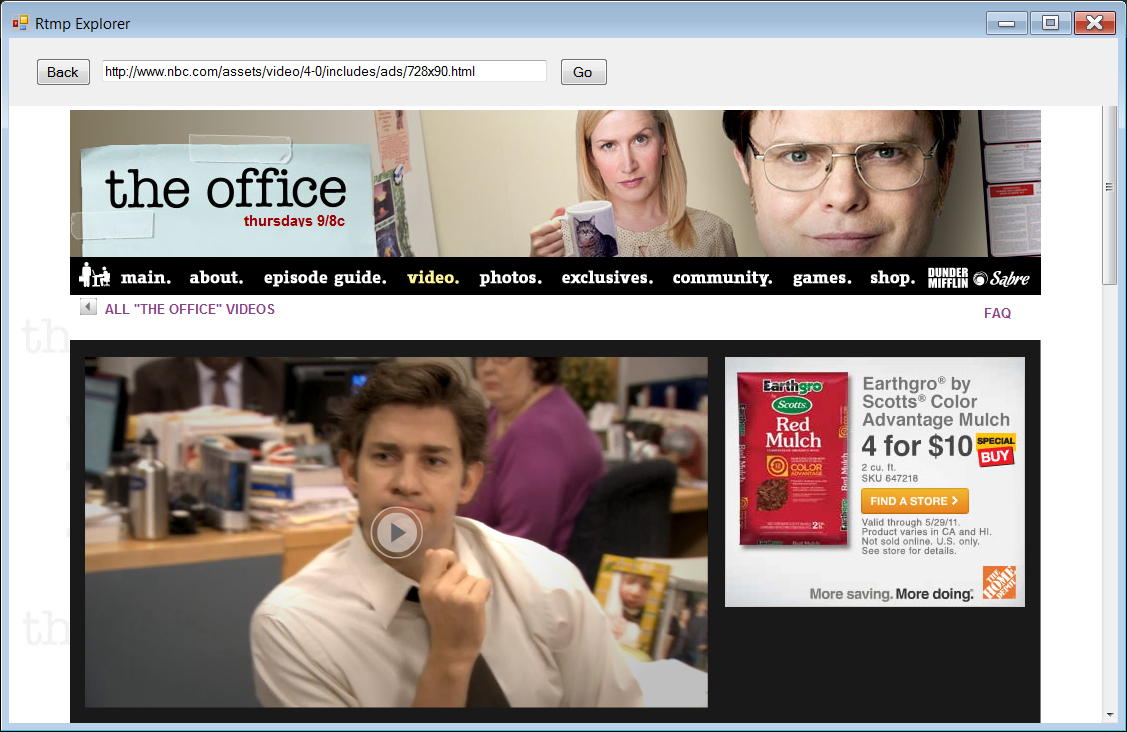 Rtmp Explorer
Back
http://www.nbc.com/assets/video/4-0/includes/ads/728x90.html
Go
the office
thursdays 9/8c
main. about. episode guide. video. photos. exclusives. community. games. shop. DUNDER MIFFLIN Sabre
ALL "THE OFFICE" VIDEOS
FAQ
th
th
Earthgro
Scotts
Red
Mulch
COLOR
ADVANTAGE
Red Mulch
Earthgro® by
Scotts® Color
Advantage Mulch
4 for $10
SPECIAL
BUY
2 cu. ft.
SKU 647218
FIND A STORE
Valid through 5/29/11.
Product varies in CA and HI.
Not sold online. U.S. only.
See store for details.
More saving. More doing.
THE HOME DEPOT